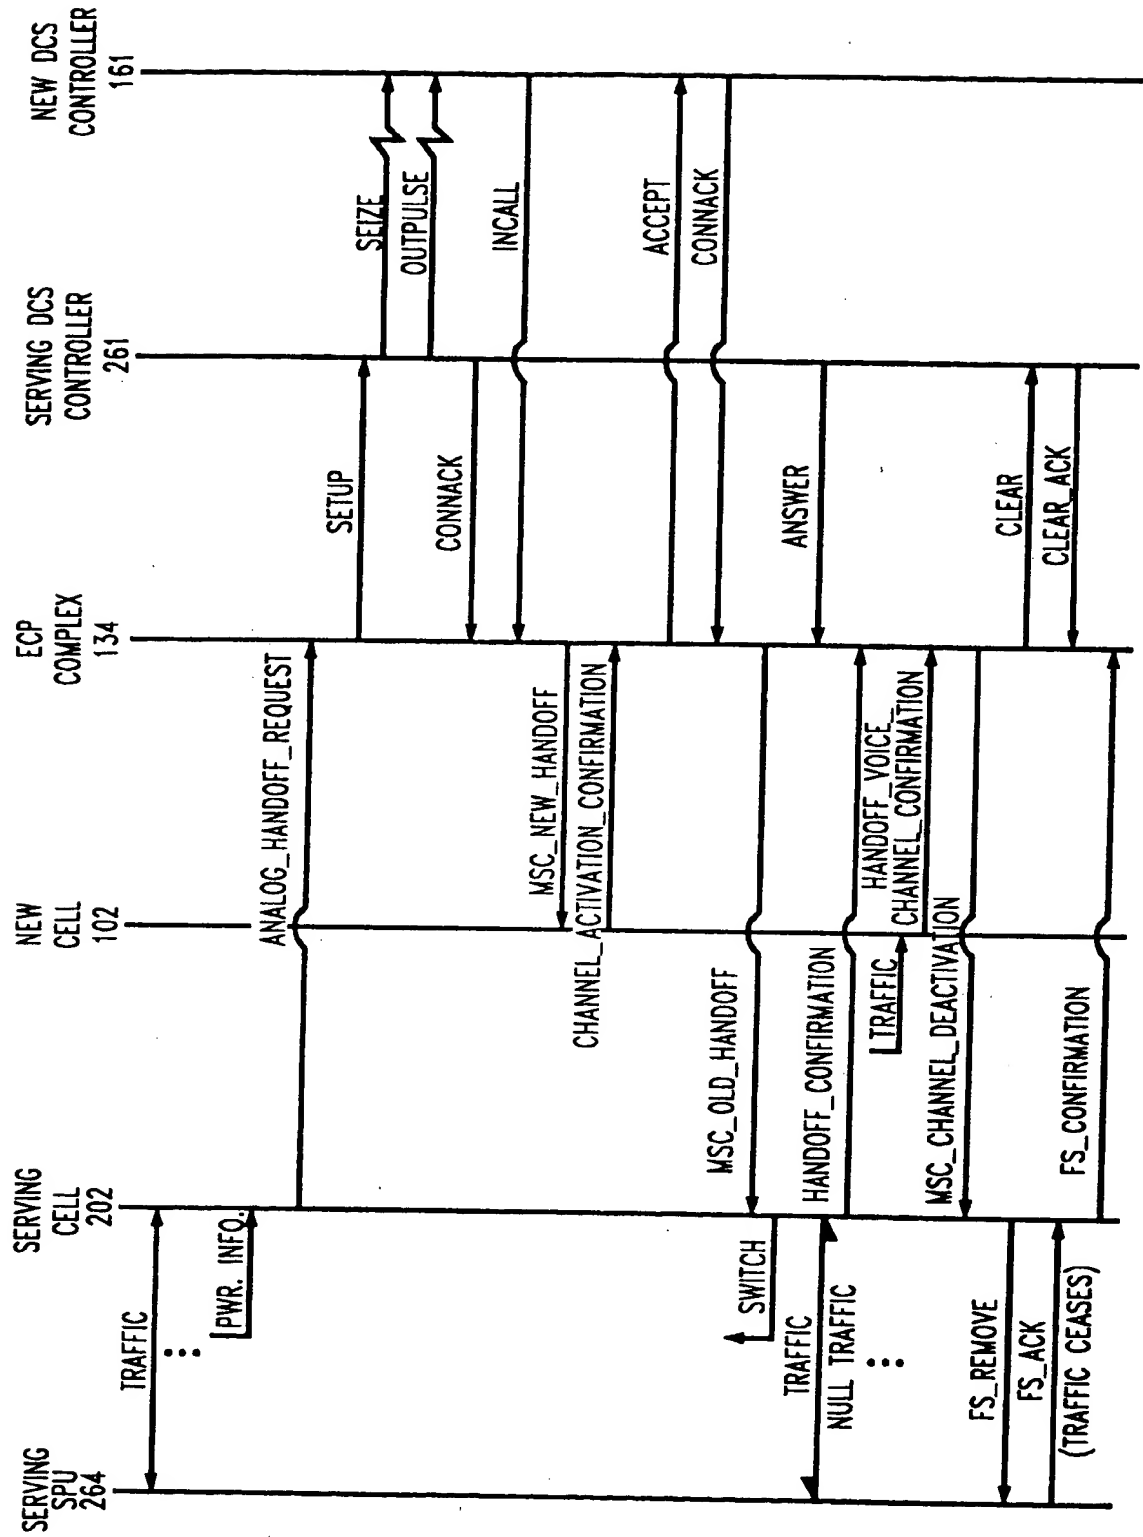 SERVING
SPU
264
SERVING
CELL
202
NEW
CELL
102
ECP
COMPLEX
134
SERVING DCS
CONTROLLER
261
NEW DCS
CONTROLLER
161
TRAFFIC
PWR. INFO.
ANALOG_HANDOFF_REQUEST
SETUP
SEIZE
OUTPULSE
CONNACK
INCALL
MSC_NEW_HANDOFF
CHANNEL_ACTIVATION_CONFIRMATION
ACCEPT
CONNACK
MSC_OLD_HANDOFF
SWITCH
TRAFFIC
NULL TRAFFIC
ANSWER
HANDOFF_CONFIRMATION
TRAFFIC
HANDOFF_VOICE_
CHANNEL_CONFIRMATION
MSC_CHANNEL_DEACTIVATION
FS_REMOVE
CLEAR
FS_ACK
(TRAFFIC CEASES)
CLEAR_ACK
FS_CONFIRMATION